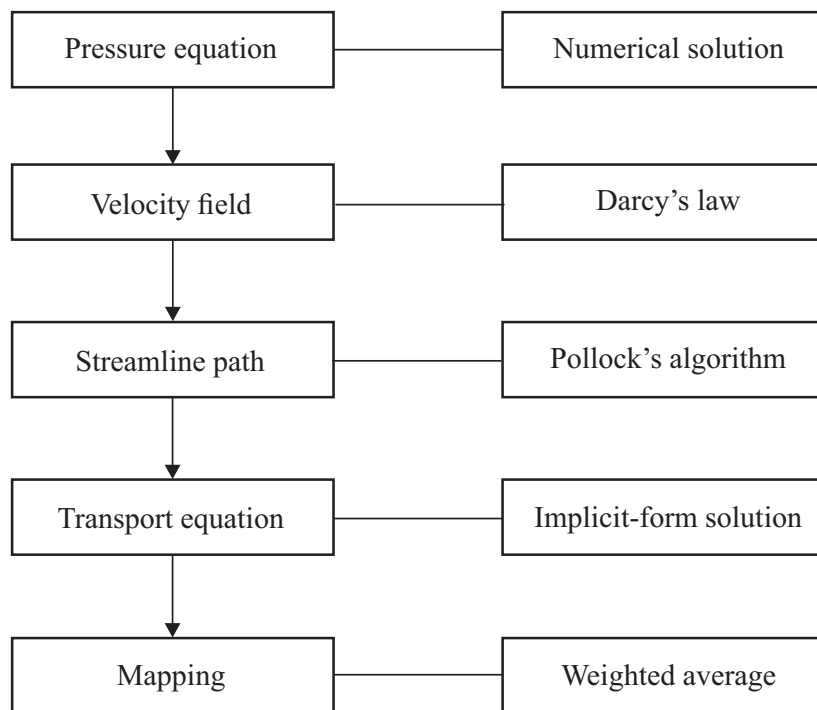 Pressure equation
Numerical solution
Velocity field
Darcy’s law
Streamline path
Pollock’s algorithm
Transport equation
Implicit-form solution
Mapping
Weighted average